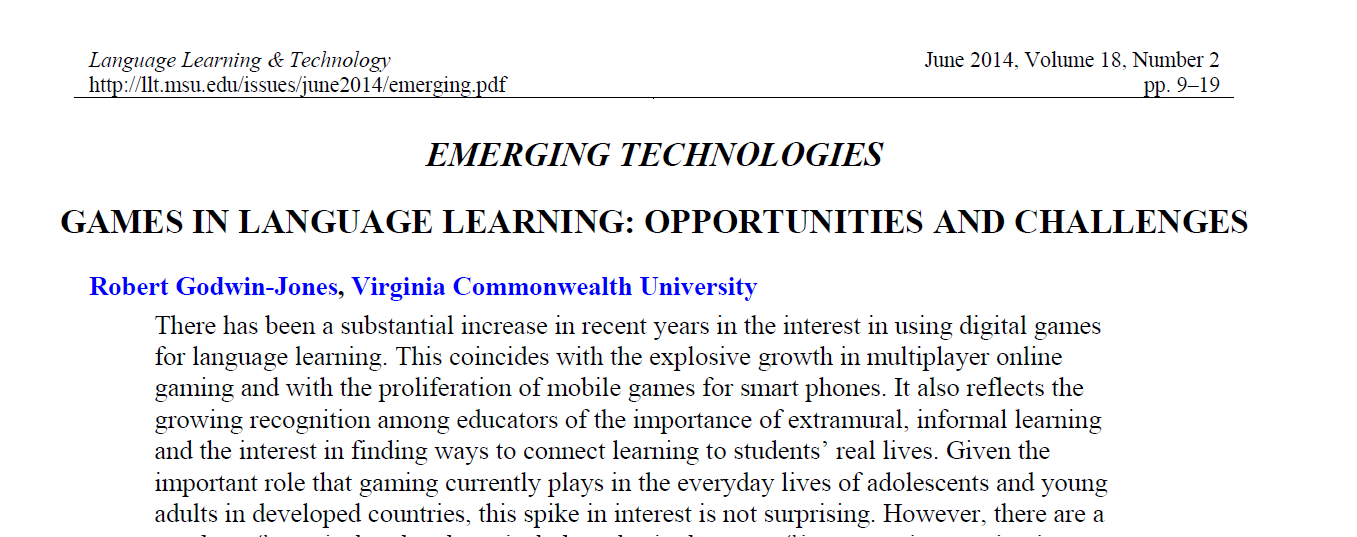 Language Learning & Technology
http://llt.msu.edu/issues/june2014/emerging.pdf
June 2014, Volume 18, Number 2
pp. 9–19
EMERGING TECHNOLOGIES
GAMES IN LANGUAGE LEARNING: OPPORTUNITIES AND CHALLENGES
Robert Godwin-Jones, Virginia Commonwealth University
There has been a substantial increase in recent years in the interest in using digital games
for language learning. This coincides with the explosive growth in multiplayer online
gaming and with the proliferation of mobile games for smart phones. It also reflects the
growing recognition among educators of the importance of extramural, informal learning
and the interest in finding ways to connect learning to students’ real lives. Given the
important role that gaming currently plays in the everyday lives of adolescents and young
adults in developed countries, this spike in interest is not surprising. However, there are a